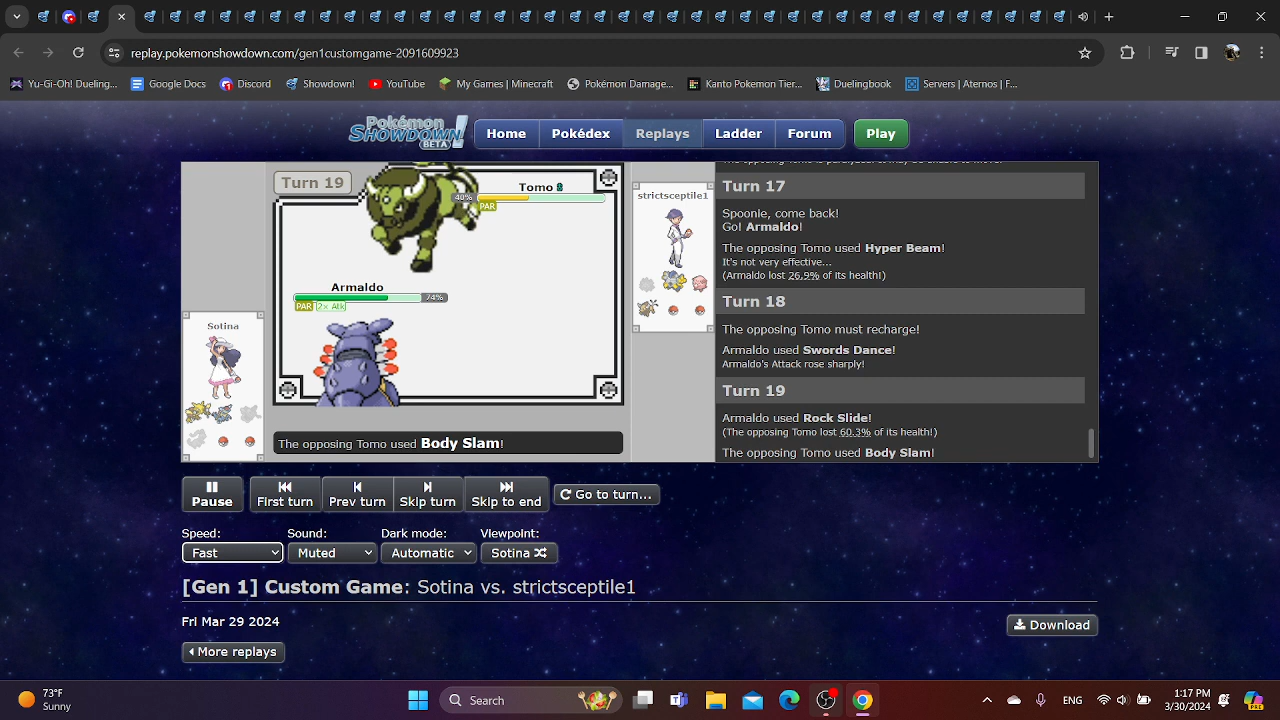 replay.pokemonshowdown.com/gen1customgame-2091609923
Yu-Gi-Oh! Dueling...
Google Docs
Discord
Showdown!
YouTube
My Games | Minecraft
Pokémon Damage...
Kanto Pokemon Tier...
Duelingbook
Servers | Aternos | F...
Pokémon
SHOWDOWN!
BETA
Home
Pokédex
Replays
Ladder
Forum
Play
Turn 19
Tomo
40%
PAR
Armaldo
74%
PAR 2× Atk
The opposing Tomo used Body Slam!
Sotina
strictsceptile1
Turn 17
Spoonle, come back!
Go! Armaldo!
The opposing Tomo used Hyper Beam!
It's not very effective...
(Armaldo lost 26.9% of its health!)
Turn 18
The opposing Tomo must recharge!
Armaldo used Swords Dance!
Armaldo's Attack rose sharply!
Turn 19
Armaldo used Rock Slide!
(The opposing Tomo lost 60.3% of its health!)
The opposing Tomo used Body Slam!
Pause
First turn
Prev turn
Skip turn
Skip to end
Go to turn...
Speed:
Sound:
Dark mode:
Viewpoint:
Fast
Muted
Automatic
Sotina
[Gen 1] Custom Game: Sotina vs. strictsceptile1
Fri Mar 29 2024
Download
More replays
73°F
Sunny
Search
ENG
1:17 PM
3/30/2024
PRE